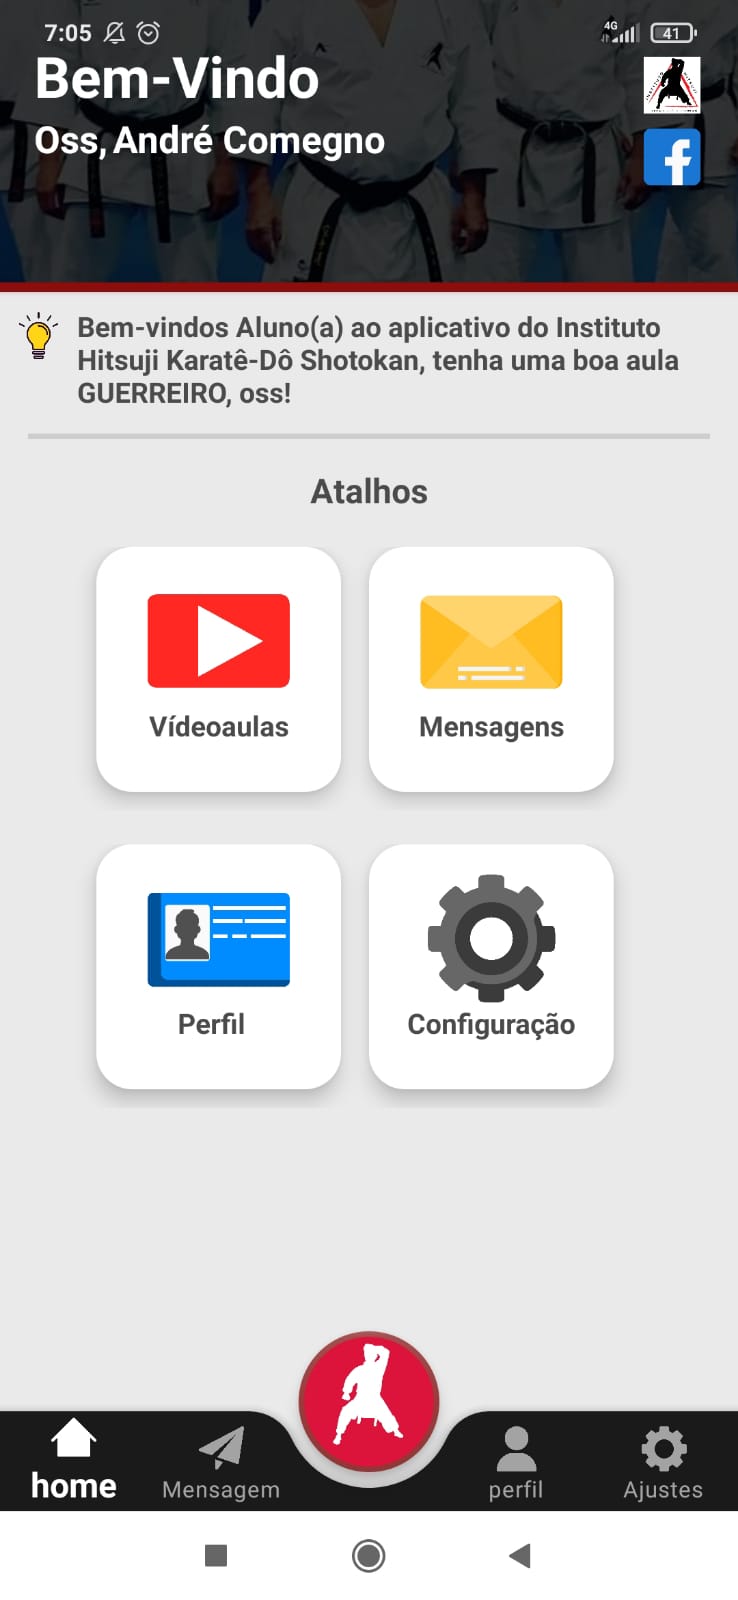 7:05
4G
41
Bem-Vindo
Oss, André Comegno
Bem-vindos Aluno(a) ao aplicativo do Instituto
Hitsuji Karatê-Dô Shotokan, tenha uma boa aula
GUERREIRO, oss!
Atalhos
Vídeoaulas
Mensagens
Perfil
Configuração
home
Mensagem
perfil
Ajustes